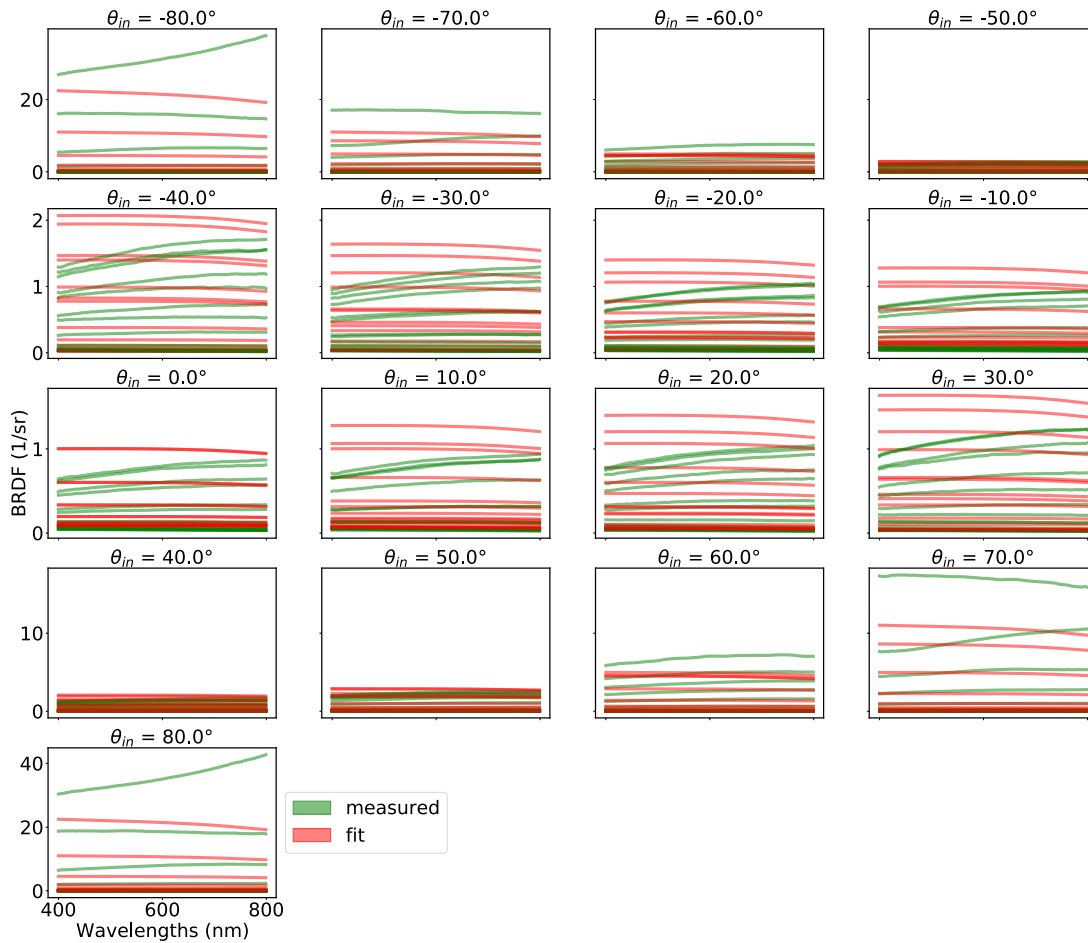 θin = -80.0° θin = -70.0° θin = -60.0° θin = -50.0°
20
0
θin = -40.0° θin = -30.0° θin = -20.0° θin = -10.0°
2
1
0
θin = 0.0° θin = 10.0° θin = 20.0° θin = 30.0°
1
0
BRDF (1/sr)
θin = 40.0° θin = 50.0° θin = 60.0° θin = 70.0°
10
0
θin = 80.0°
40
20
0
400 600 800
Wavelengths (nm)
measured
fit